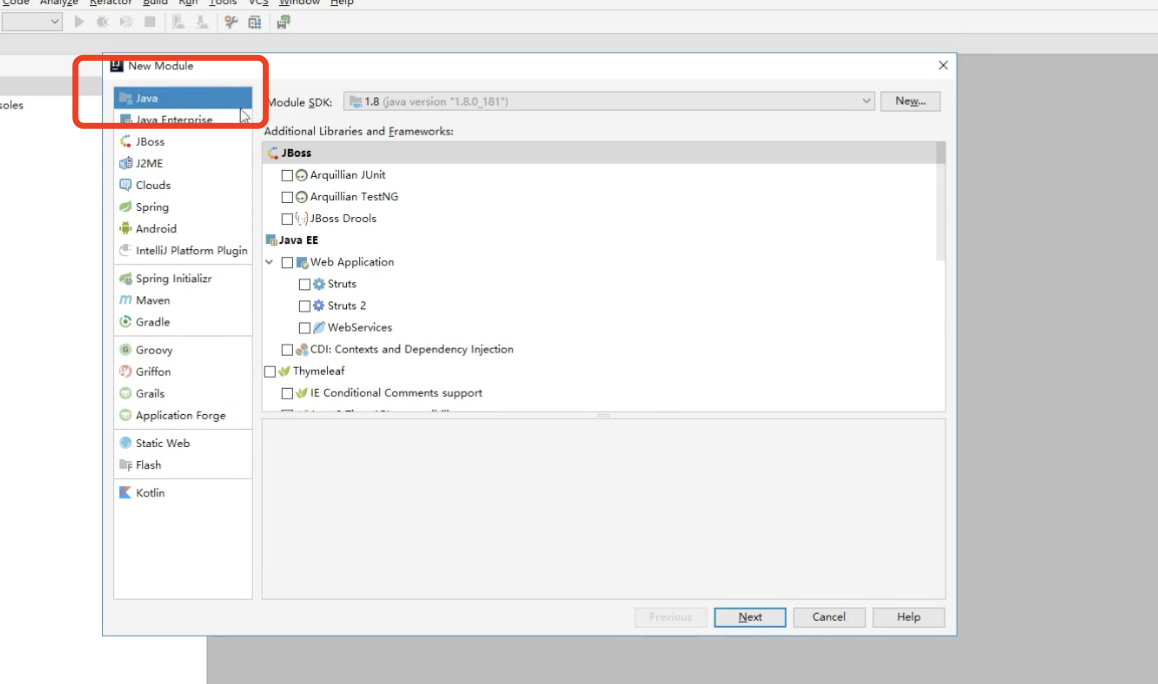 Code Analyze Refactor Build Run Tools VCS Window Help
New Module
soles
Java
Java Enterprise
JBoss
J2ME
Clouds
Spring
Android
IntelliJ Platform Plugin
Spring Initializr
Maven
Gradle
Groovy
Griffon
Grails
Application Forge
Static Web
Flash
Kotlin
Module SDK: 1.8 (java version "1.8.0_181") New...
Additional Libraries and Frameworks:
JBoss
Arquillian JUnit
Arquillian TestNG
JBoss Drools
Java EE
Web Application
Struts
Struts 2
WebServices
CDI: Contexts and Dependency Injection
Thymeleaf
IE Conditional Comments support
Previous Next Cancel Help